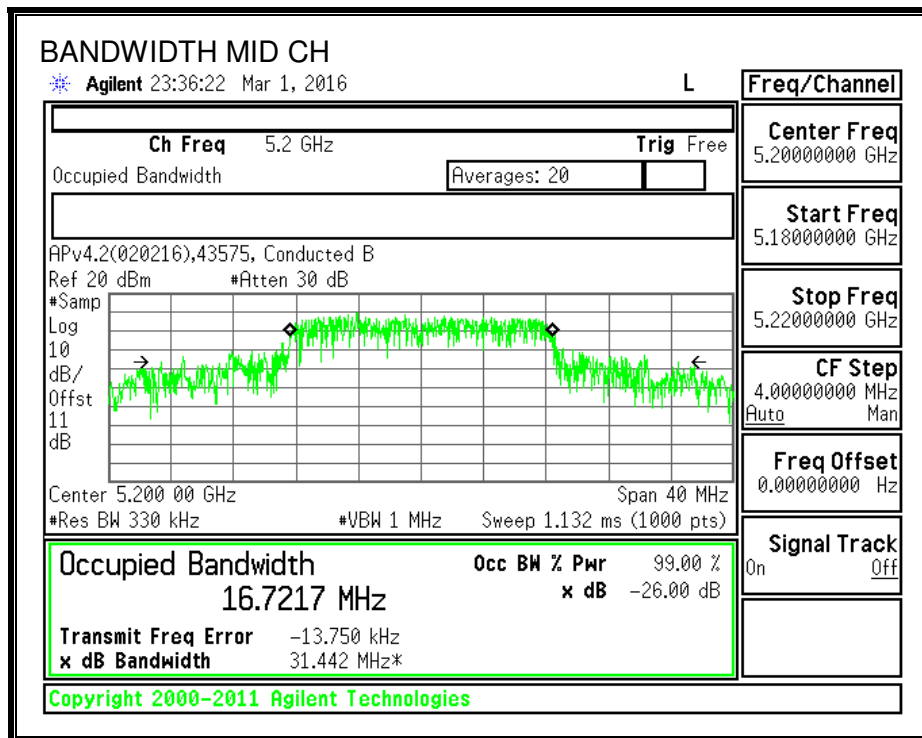 BANDWIDTH MID CH
Agilent 23:36:22 Mar 1, 2016 L
Freq/Channel
Ch Freq 5.2 GHz Trig Free
Occupied Bandwidth Averages: 20
Center Freq
5.20000000 GHz
Start Freq
5.18000000 GHz
Stop Freq
5.22000000 GHz
CF Step
4.00000000 MHz
Auto Man
Freq Offset
0.00000000 Hz
Signal Track
On Off
APv4.2(020216),43575, Conducted B
Ref 20 dBm #Atten 30 dB
#Samp
Log
10
dB/
Offst
11
dB
Center 5.200 00 GHz Span 40 MHz
#Res BW 330 kHz #VBW 1 MHz Sweep 1.132 ms (1000 pts)
Occupied Bandwidth Occ BW % Pwr 99.00 %
16.7217 MHz x dB -26.00 dB
Transmit Freq Error -13.750 kHz
x dB Bandwidth 31.442 MHz*
Copyright 2000-2011 Agilent Technologies